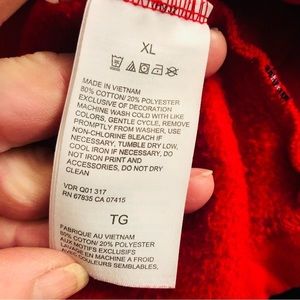 XL
MADE IN VIETNAM
80% COTTON/ 20% POLYESTER
EXCLUSIVE OF DECORATION
MACHINE WASH COLD WITH LIKE
COLORS, GENTLE CYCLE, REMOVE
PROMPTLY FROM WASHER, USE
NON-CHLORINE BLEACH IF
NECESSARY, TUMBLE DRY LOW,
COOL IRON IF NECESSARY, DO
NOT IRON PRINT AND
ACCESSORIES, DO NOT DRY
CLEAN
VDR Q01 317
RN 67835 CA 07415
TG
FABRIQUE AU VIETNAM
80% COTON/ 20% POLYESTER
AUX MOTIFS EXCLUSIFS
LAVER EN MACHINE A FROID
AVEC COULEURS SEMBLABLES,